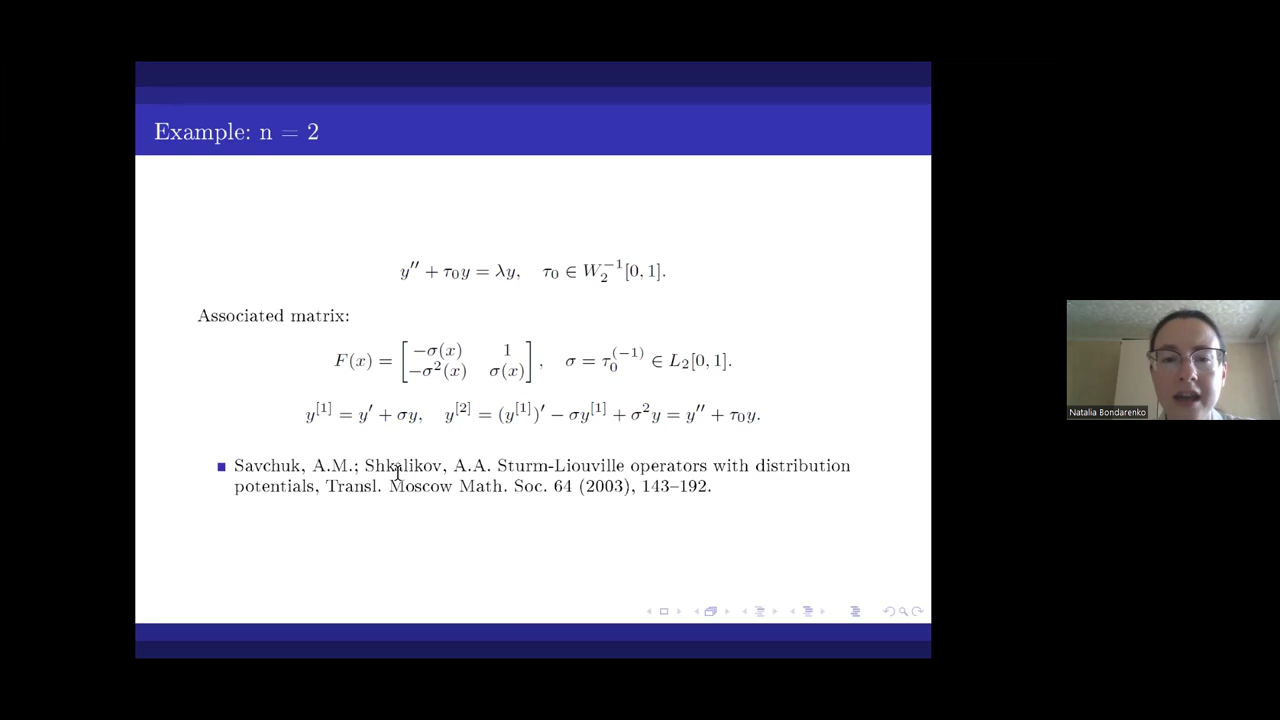 Example: n = 2
y′′ + τ₀y = λy, τ₀ ∈ W₂⁻¹[0, 1].
Associated matrix:
F(x) = [−σ(x) 1; −σ²(x) σ(x)], σ = τ₀⁽⁻¹⁾ ∈ L₂[0, 1].
y^[1] = y′ + σy, y^[2] = (y^[1])′ − σy^[1] + σ²y = y′′ + τ₀y.
Savchuk, A.M.; Shkalikov, A.A. Sturm-Liouville operators with distribution
potentials, Transl. Moscow Math. Soc. 64 (2003), 143–192.
Natalia Bondarenko